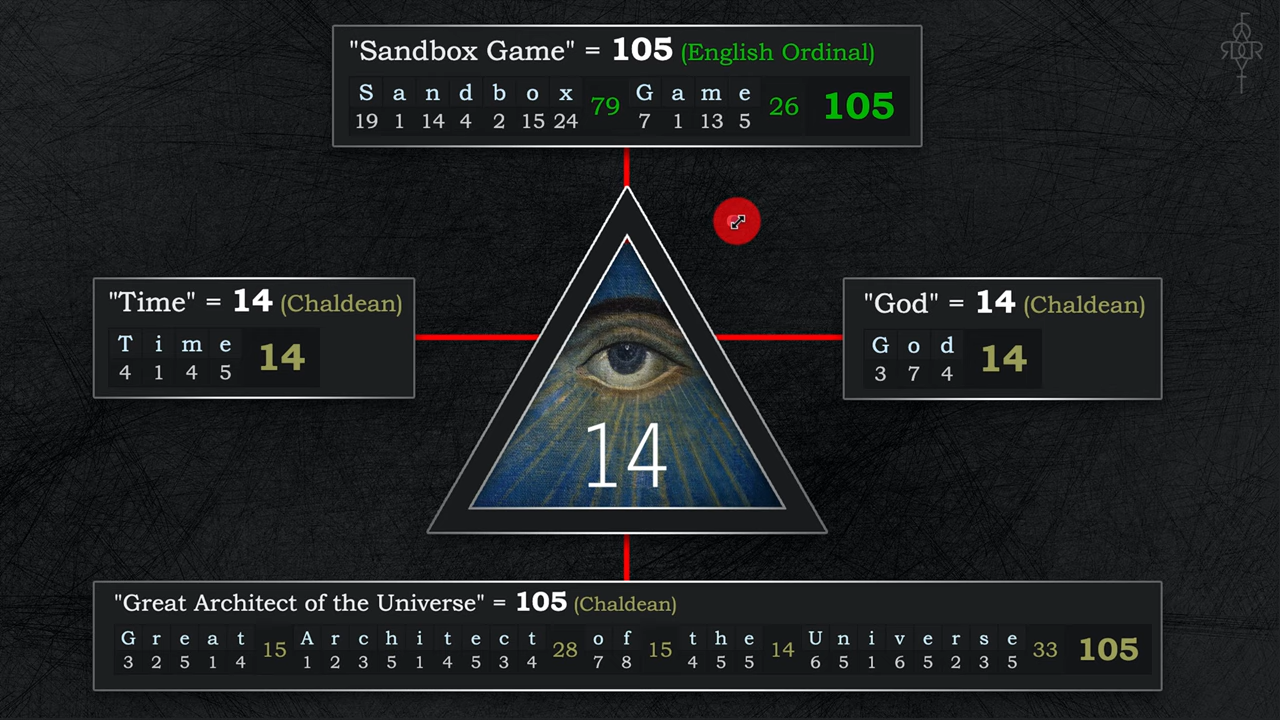 "Sandbox Game" = 105 (English Ordinal)
S a n d b o x 79 G a m e 26 105
19 1 14 4 2 15 24 7 1 13 5
"Time" = 14 (Chaldean)
T i m e 14
4 1 4 5
"God" = 14 (Chaldean)
G o d 14
3 7 4
14
"Great Architect of the Universe" = 105 (Chaldean)
G r e a t 15 A r c h i t e c t 28 o f 15 t h e 14 U n i v e r s e 33 105
3 2 5 1 4 1 2 3 5 1 4 5 3 4 7 8 4 5 5 6 5 1 6 5 2 3 5